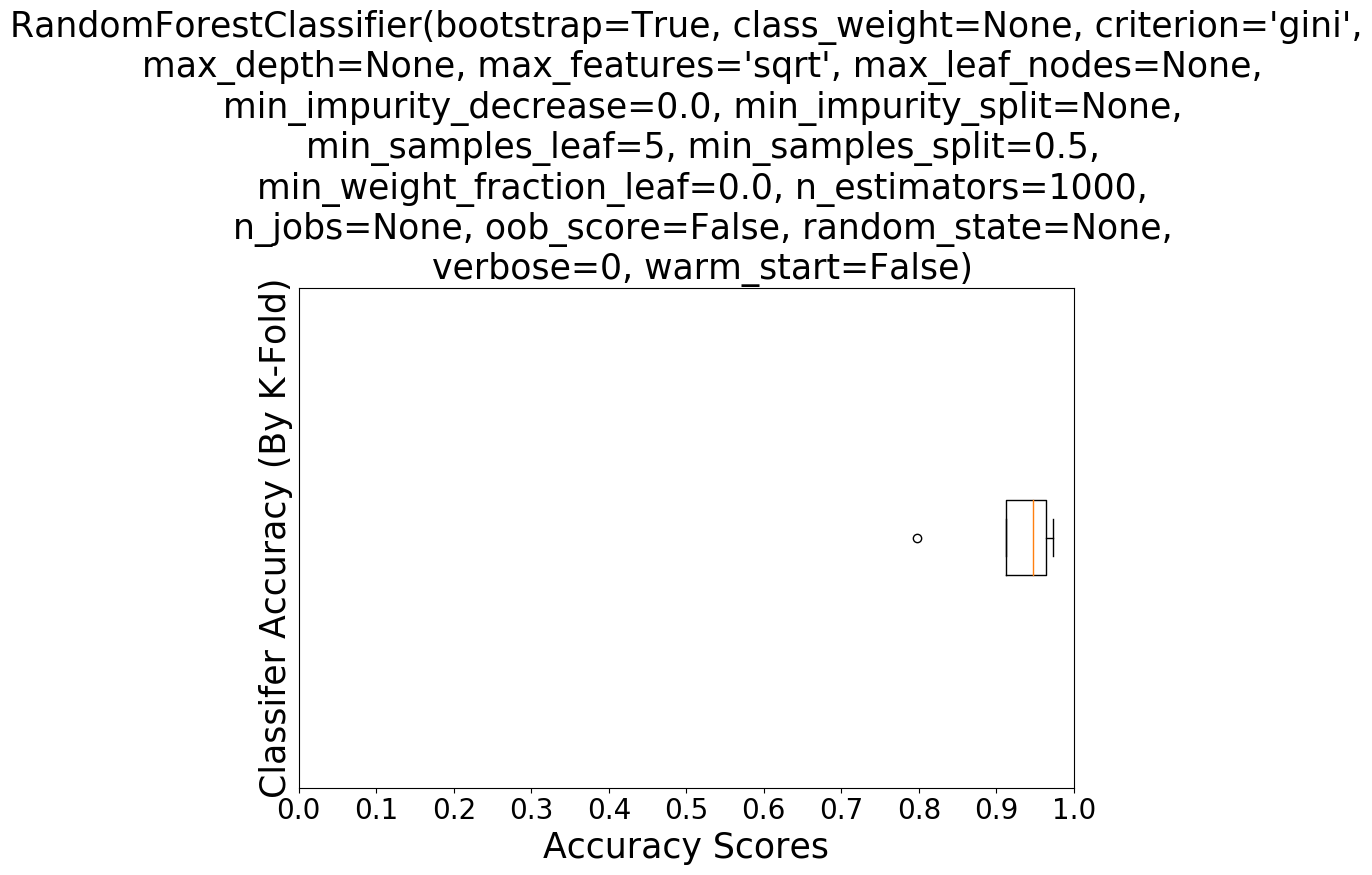 RandomForestClassifier(bootstrap=True, class_weight=None, criterion='gini',
max_depth=None, max_features='sqrt', max_leaf_nodes=None,
min_impurity_decrease=0.0, min_impurity_split=None,
min_samples_leaf=5, min_samples_split=0.5,
min_weight_fraction_leaf=0.0, n_estimators=1000,
n_jobs=None, oob_score=False, random_state=None,
verbose=0, warm_start=False)
Classifer Accuracy (By K-Fold)
0.0 0.1 0.2 0.3 0.4 0.5 0.6 0.7 0.8 0.9 1.0
Accuracy Scores